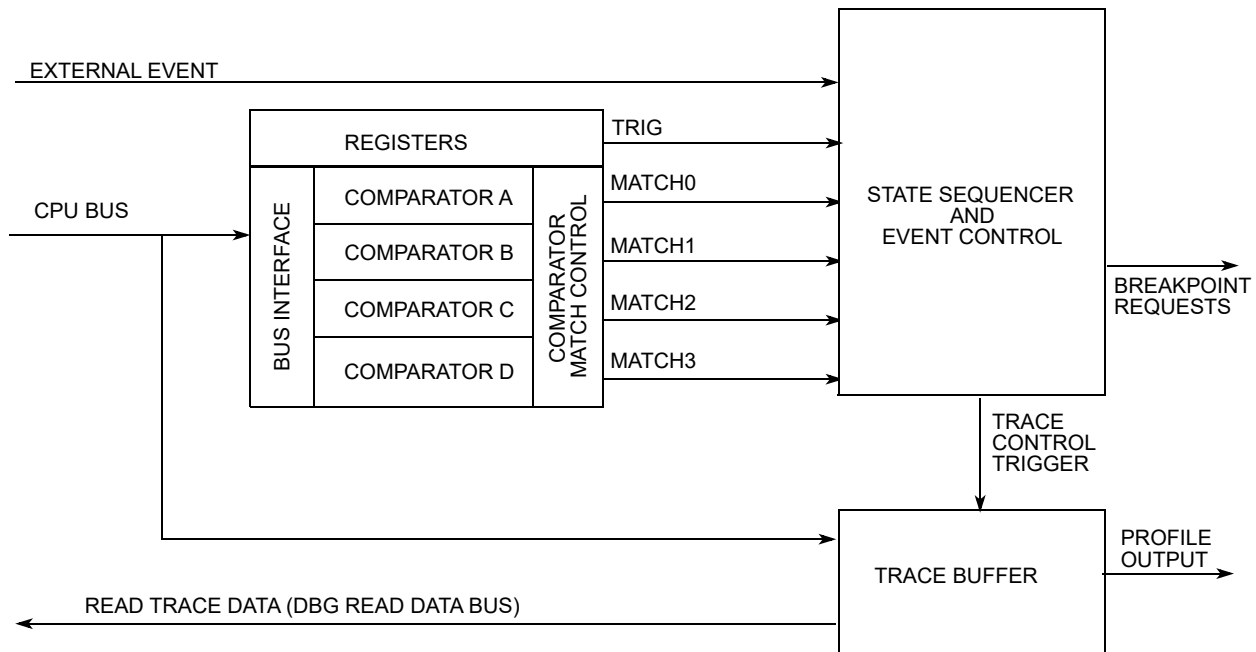 EXTERNAL EVENT
REGISTERS
TRIG
CPU BUS
BUS INTERFACE
COMPARATOR A
COMPARATOR B
COMPARATOR C
COMPARATOR D
COMPARATOR
MATCH CONTROL
MATCH0
MATCH1
MATCH2
MATCH3
STATE SEQUENCER
AND
EVENT CONTROL
BREAKPOINT
REQUESTS
TRACE
CONTROL
TRIGGER
TRACE BUFFER
PROFILE
OUTPUT
READ TRACE DATA (DBG READ DATA BUS)